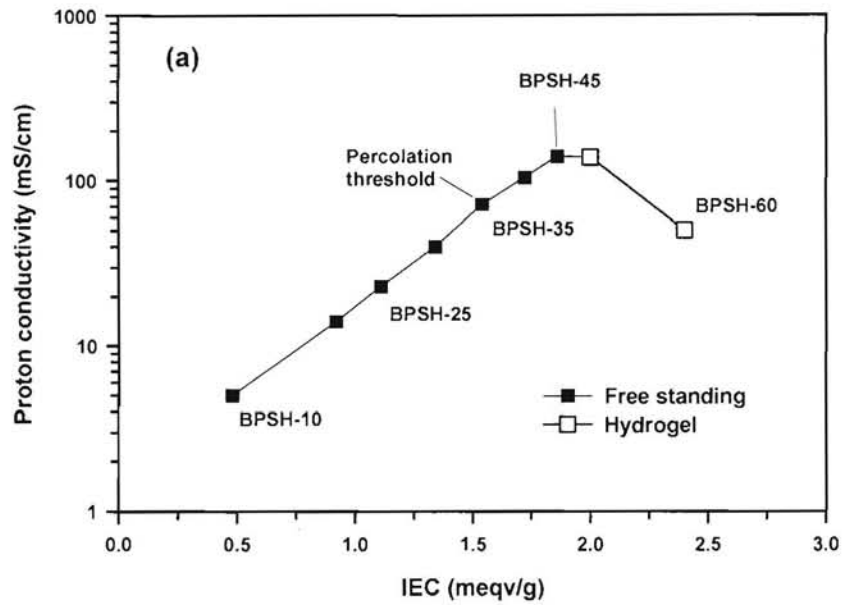 1000
(a)
BPSH-45
Percolation
threshold
100
BPSH-60
BPSH-35
BPSH-25
10
Free standing
BPSH-10
Hydrogel
1
0.0 0.5 1.0 1.5 2.0 2.5 3.0
IEC (meqv/g)
Proton conductivity (mS/cm)